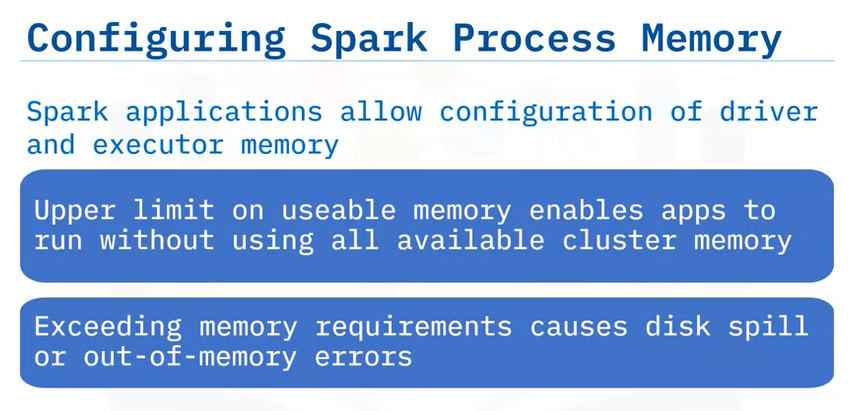 Configuring Spark Process Memory
Spark applications allow configuration of driver
and executor memory
Upper limit on useable memory enables apps to
run without using all available cluster memory
Exceeding memory requirements causes disk spill
or out-of-memory errors